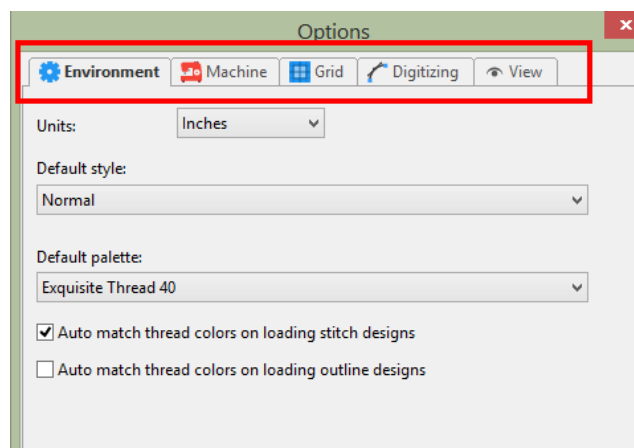 Options
Environment Machine Grid Digitizing View
Units: Inches
Default style:
Normal
Default palette:
Exquisite Thread 40
Auto match thread colors on loading stitch designs
Auto match thread colors on loading outline designs